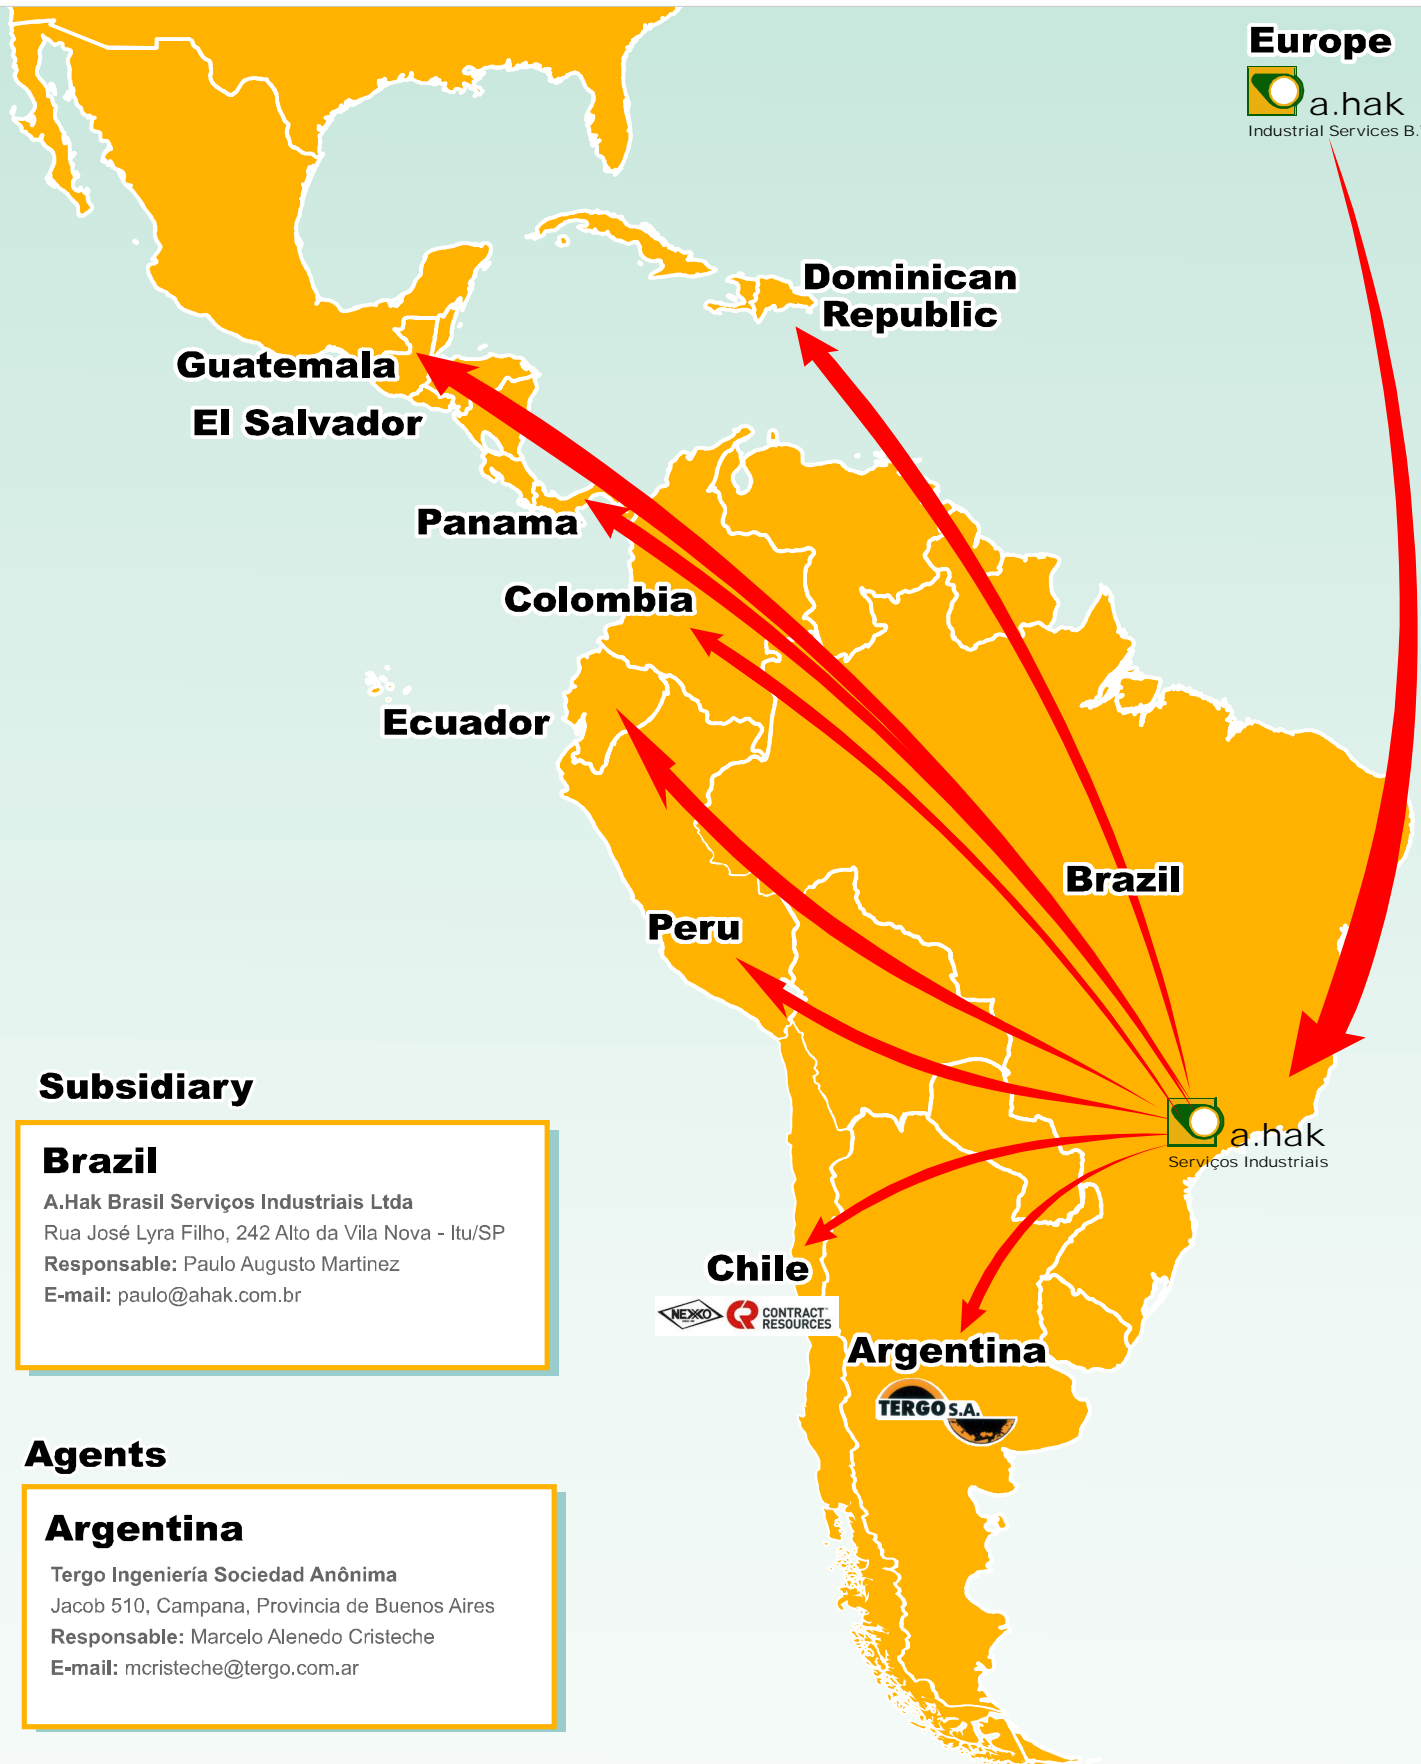 Europe
a.hak
Industrial Services B.
Dominican
Republic
Guatemala
El Salvador
Panama
Colombia
Ecuador
Brazil
Peru
a.hak
Serviços Industriais
Chile
NEXXO
CR CONTRACT
RESOURCES
Argentina
TERGO S.A.
Subsidiary
Brazil
A.Hak Brasil Serviços Industriais Ltda
Rua José Lyra Filho, 242 Alto da Vila Nova - Itu/SP
Responsable: Paulo Augusto Martinez
E-mail: paulo@ahak.com.br
Agents
Argentina
Tergo Ingeniería Sociedad Anônima
Jacob 510, Campana, Provincia de Buenos Aires
Responsable: Marcelo Alenedo Cristeche
E-mail: mcristeche@tergo.com.ar